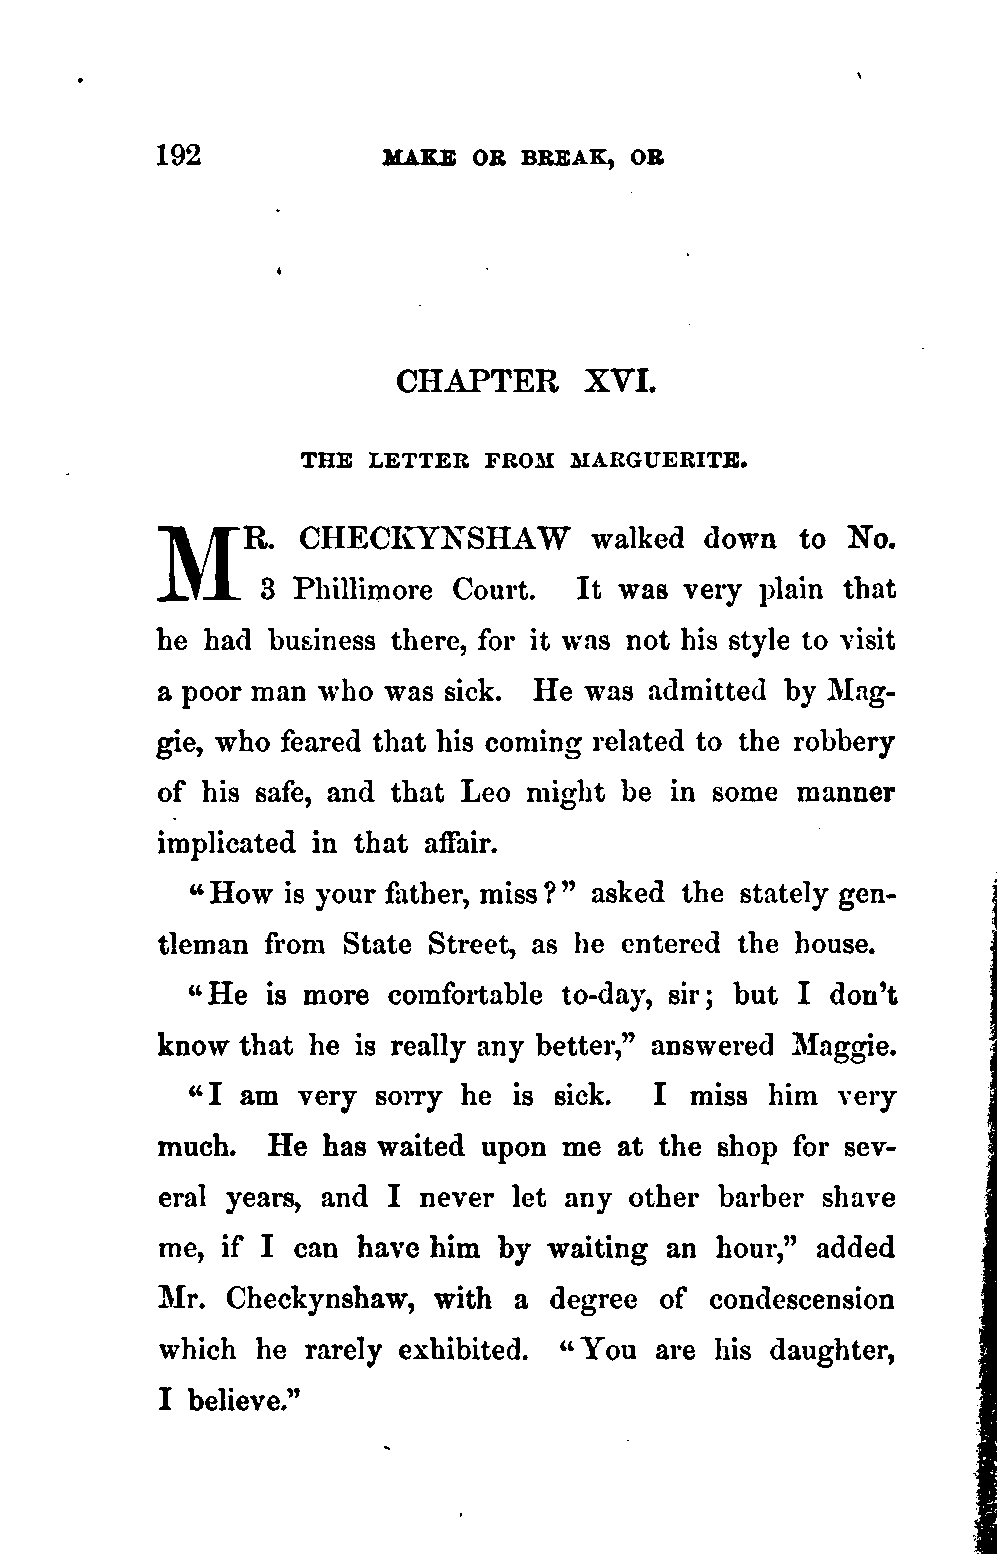 192 MAKE OR BREAK, OR
CHAPTER XVI.
THE LETTER FROM MARGUERITE.
MR. CHECKYNSHAW walked down to No.
3 Phillimore Court. It was very plain that
he had business there, for it was not his style to visit
a poor man who was sick. He was admitted by Mag-
gie, who feared that his coming related to the robbery
of his safe, and that Leo might be in some manner
implicated in that affair.
“How is your father, miss?” asked the stately gen-
tleman from State Street, as he entered the house.
“He is more comfortable to-day, sir; but I don’t
know that he is really any better,” answered Maggie.
“I am very sorry he is sick. I miss him very
much. He has waited upon me at the shop for sev-
eral years, and I never let any other barber shave
me, if I can have him by waiting an hour,” added
Mr. Checkynshaw, with a degree of condescension
which he rarely exhibited. “You are his daughter,
I believe.”